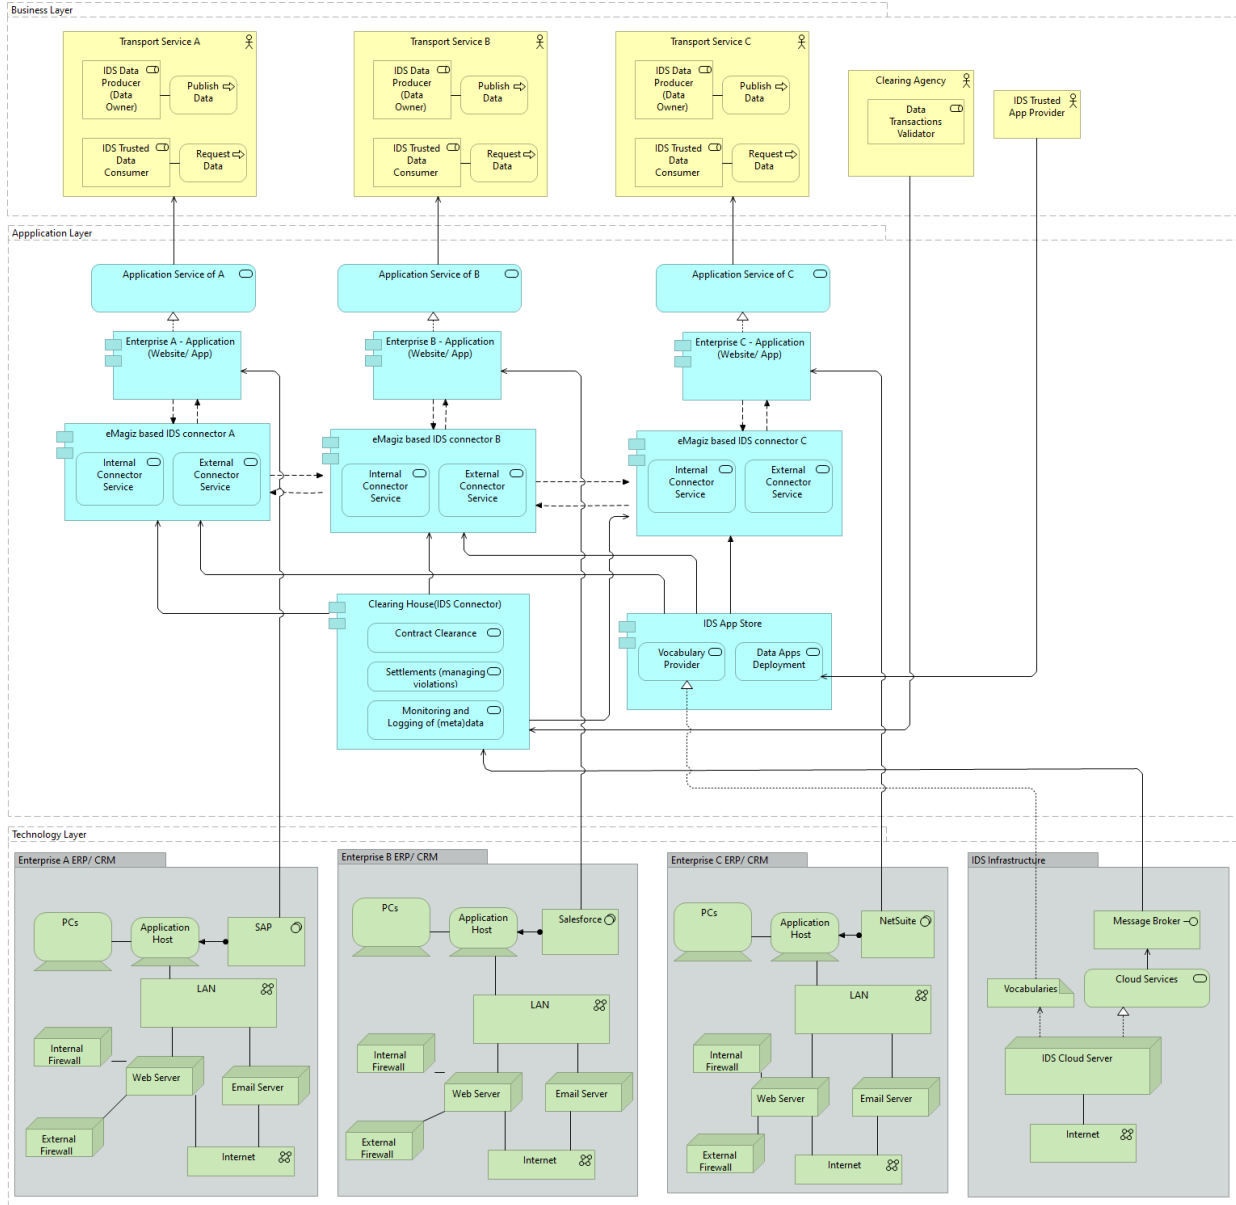 Business Layer
Transport Service A
IDS Data
Producer
(Data
Owner)
Publish
Data
IDS Trusted
Data
Consumer
Request
Data
Transport Service B
IDS Data
Producer
(Data
Owner)
Publish
Data
IDS Trusted
Data
Consumer
Request
Data
Transport Service C
IDS Data
Producer
(Data
Owner)
Publish
Data
IDS Trusted
Data
Consumer
Request
Data
Clearing Agency
Data
Transactions
Validator
IDS Trusted
App Provider
Appplication Layer
Application Service of A
Application Service of B
Application Service of C
Enterprise A - Application
(Website/ App)
Enterprise B - Application
(Website/ App)
Enterprise C - Application
(Website/ App)
eMagiz based IDS connector A
Internal
Connector
Service
External
Connector
Service
eMagiz based IDS connector B
Internal
Connector
Service
External
Connector
Service
eMagiz based IDS connector C
Internal
Connector
Service
External
Connector
Service
Clearing House(IDS Connector)
Contract Clearance
Settlements (managing
violations)
Monitoring and
Logging of (meta)data
IDS App Store
Vocabulary
Provider
Data Apps
Deployment
Technology Layer
Enterprise A ERP/ CRM
PCs
Application
Host
SAP
LAN
Internal
Firewall
Web Server
Email Server
External
Firewall
Internet
Enterprise B ERP/ CRM
PCs
Application
Host
Salesforce
LAN
Internal
Firewall
Web Server
Email Server
External
Firewall
Internet
Enterprise C ERP/ CRM
PCs
Application
Host
NetSuite
LAN
Internal
Firewall
Web Server
Email Server
External
Firewall
Internet
IDS Infrastructure
Message Broker
Vocabularies
Cloud Services
IDS Cloud Server
Internet